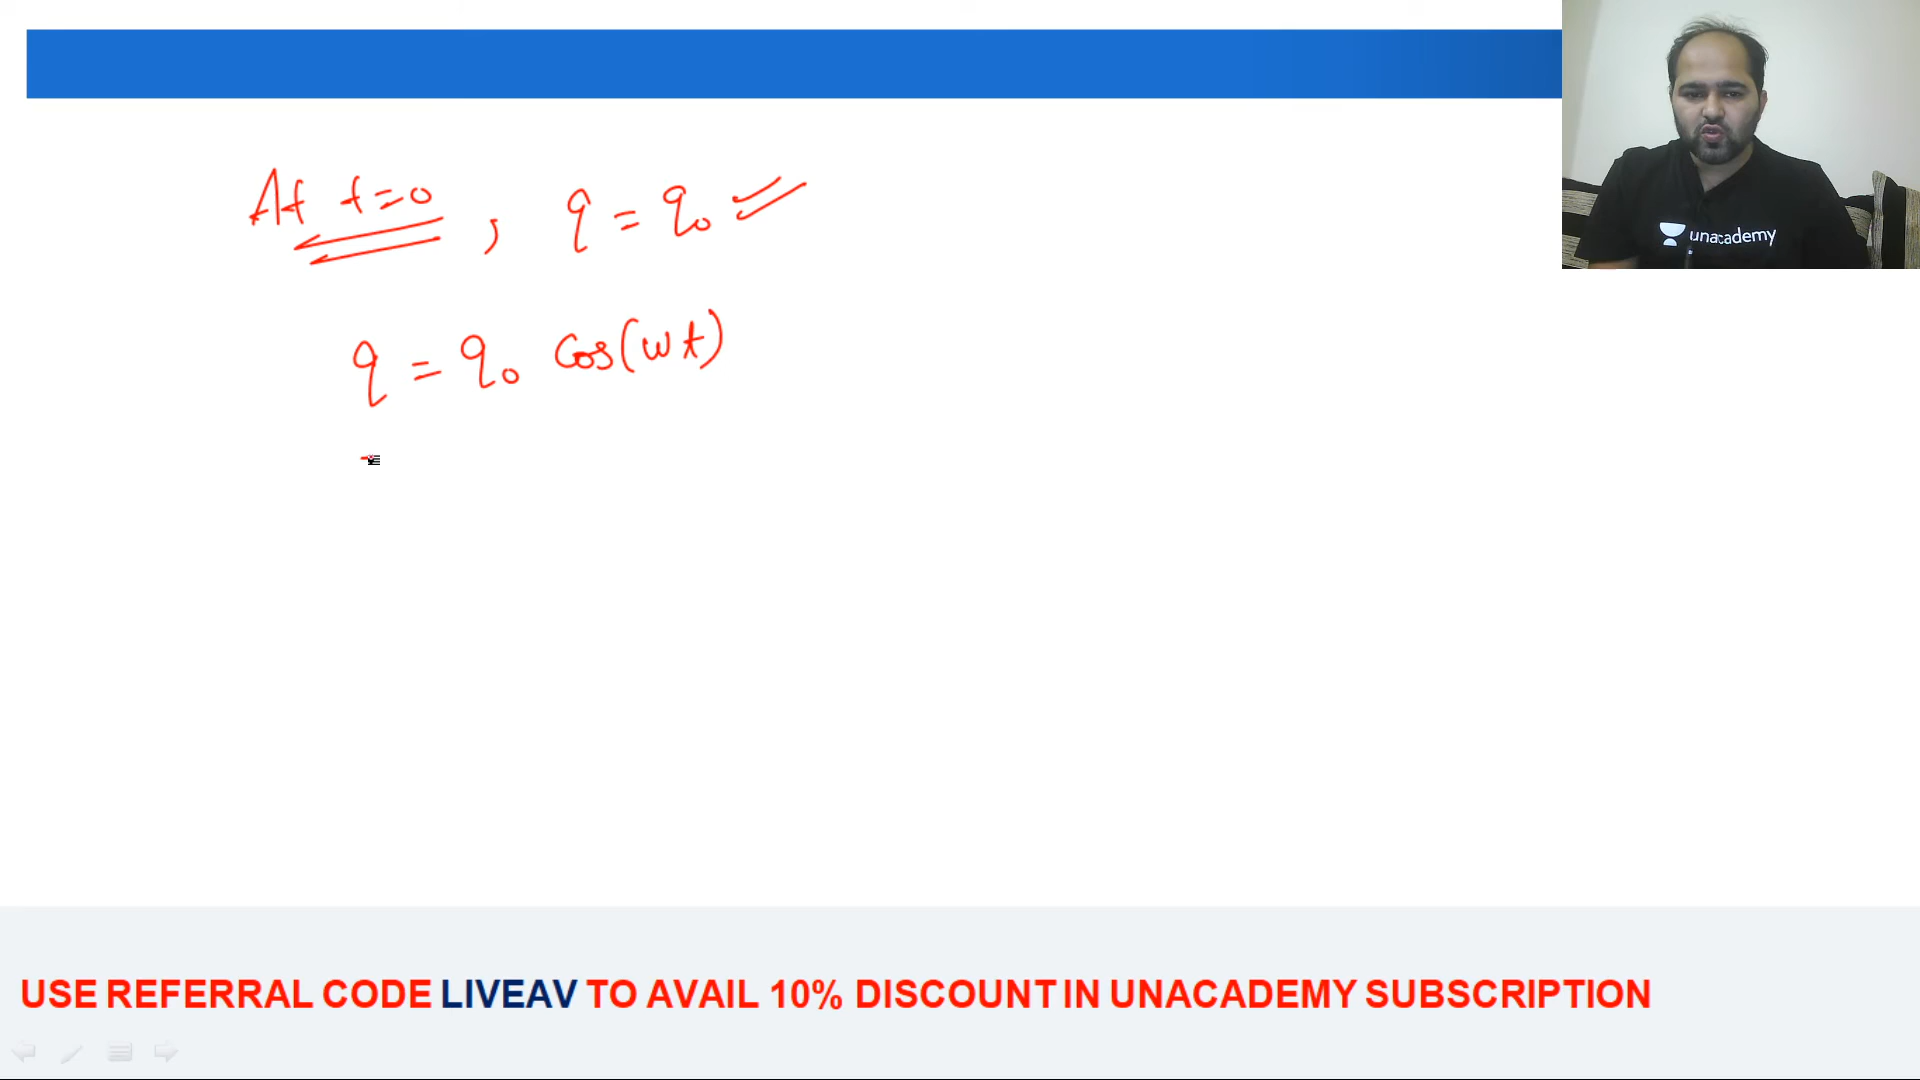 At t=0 , q = q₀
unacademy
q = q₀ Cos(ωt)
USE REFERRAL CODE LIVEAV TO AVAIL 10% DISCOUNT IN UNACADEMY SUBSCRIPTION